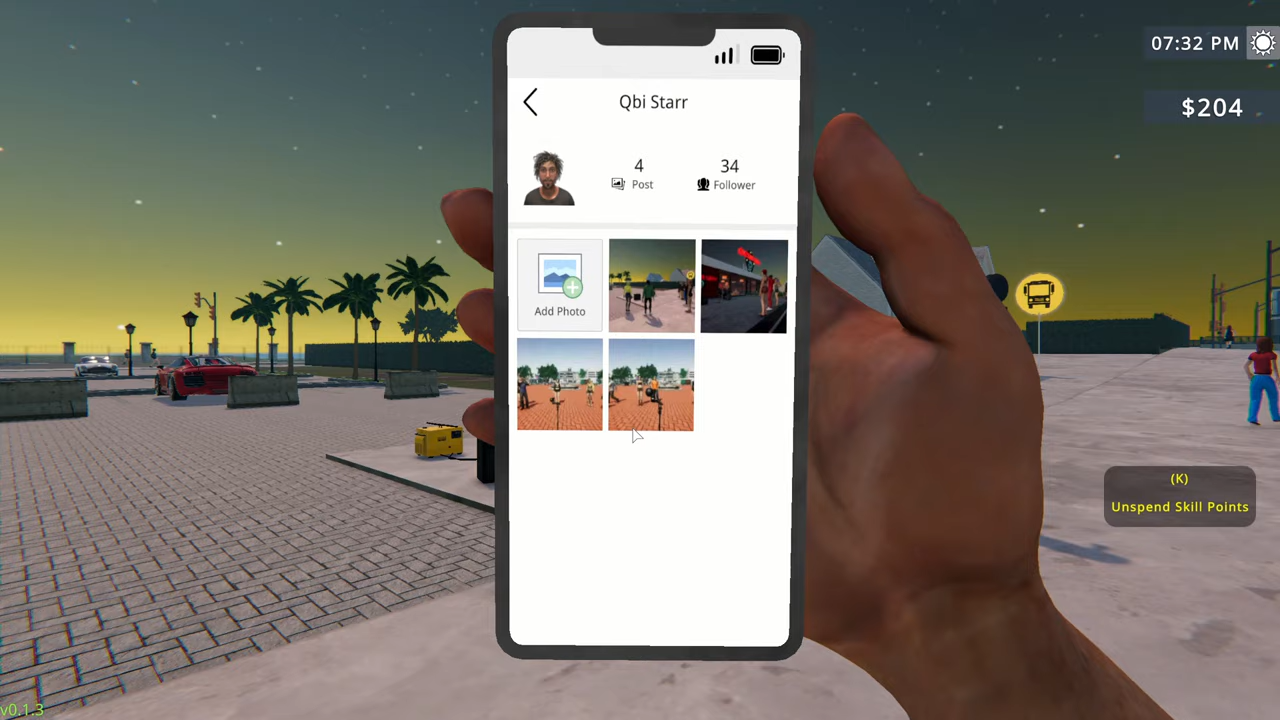 07:32 PM
$204
Qbi Starr
4
Post
34
Follower
Add Photo
(K)
Unspend Skill Points
v0.1.3